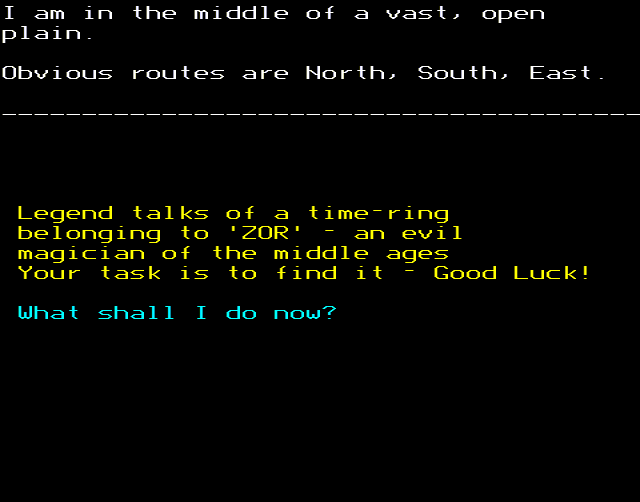 I am in the middle of a vast, open
plain.
Obvious routes are North, South, East.
Legend talks of a time-ring
belonging to 'ZOR' - an evil
magician of the middle ages
Your task is to find it - Good Luck!
What shall I do now?